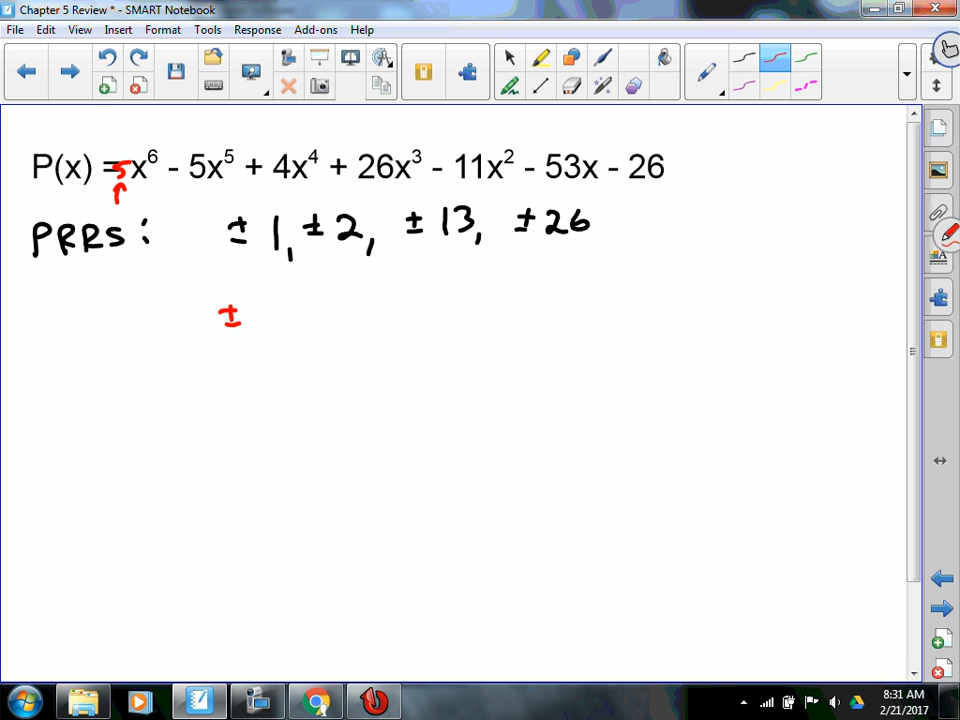 Chapter 5 Review * - SMART Notebook
File Edit View Insert Format Tools Response Add-ons Help
P(x) = 5x⁶ - 5x⁵ + 4x⁴ + 26x³ - 11x² - 53x - 26
PRRs: ± 1, ± 2, ± 13, ± 26
±
8:31 AM
2/21/2017